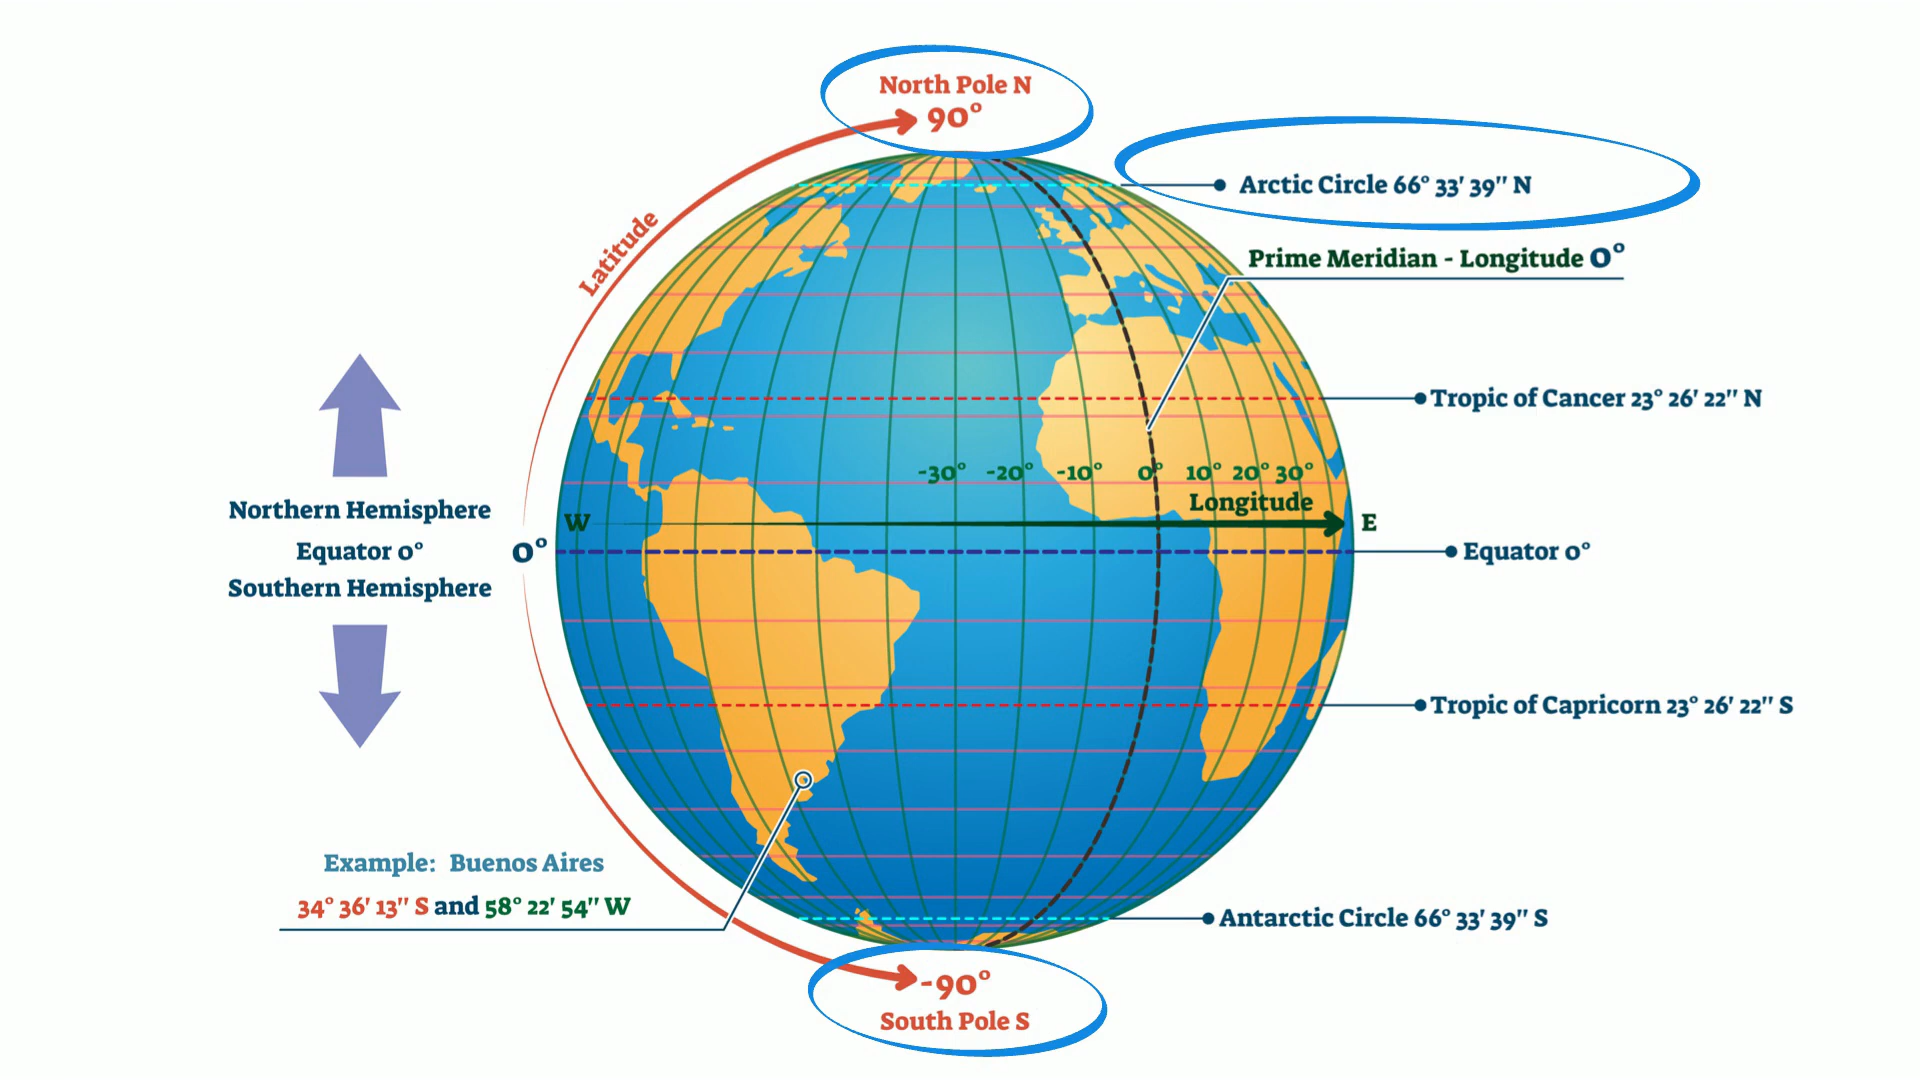 North Pole N
90°
Arctic Circle 66° 33' 39" N
Latitude
Prime Meridian - Longitude 0°
Tropic of Cancer 23° 26' 22" N
-30° -20° -10° 0° 10° 20° 30°
Longitude
Northern Hemisphere
W
E
Equator 0°
0°
Equator 0°
Southern Hemisphere
Tropic of Capricorn 23° 26' 22" S
Example: Buenos Aires
34° 36' 13" S and 58° 22' 54" W
Antarctic Circle 66° 33' 39" S
-90°
South Pole S